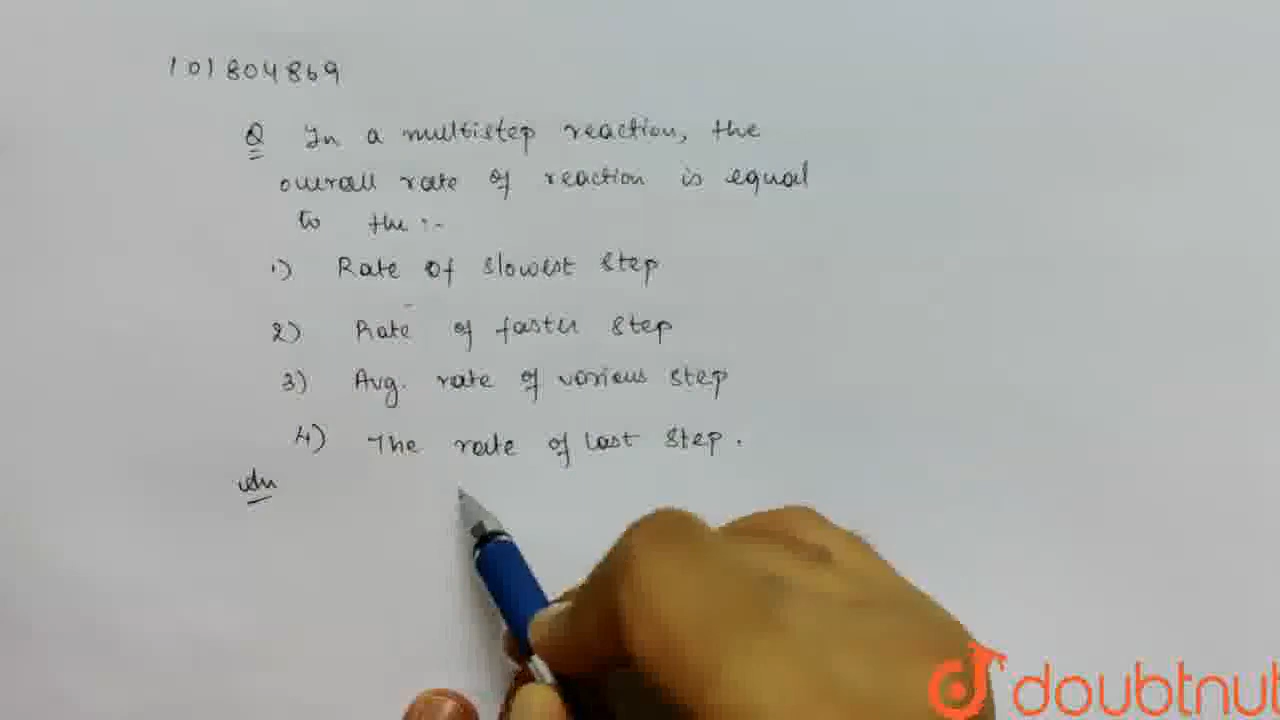 101804869
Q In a multistep reaction, the
overall rate of reaction is equal
to the :-
1) Rate of slowest step
2) Rate of faster step
3) Avg. rate of various step
4) The rate of last step.
doubtnut